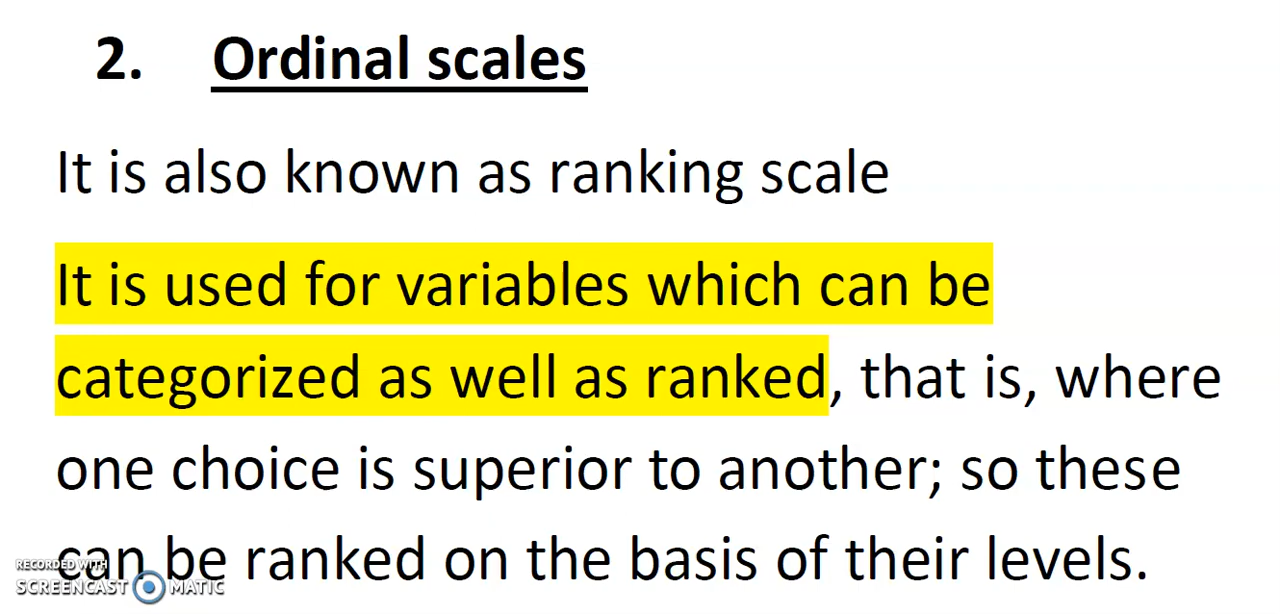 2. Ordinal scales
It is also known as ranking scale
It is used for variables which can be
categorized as well as ranked, that is, where
one choice is superior to another; so these
can be ranked on the basis of their levels.
RECORDED WITH
SCREENCAST MATIC